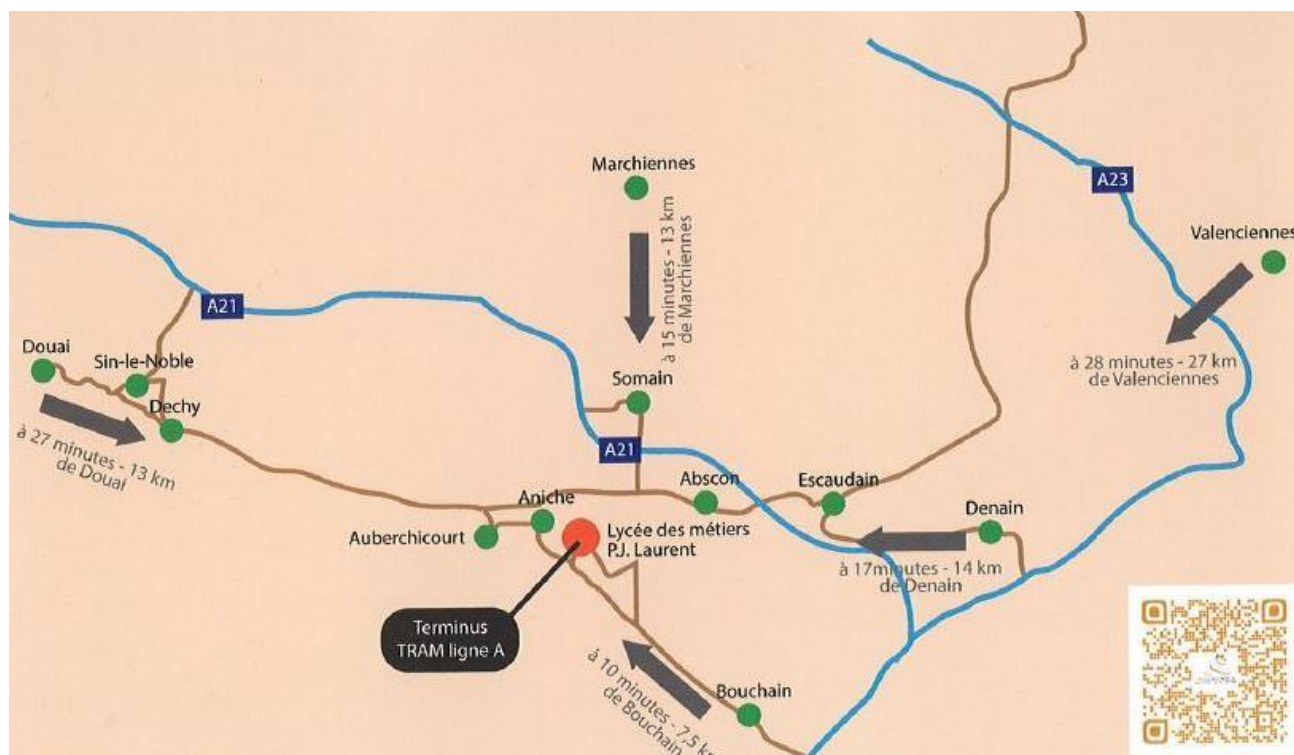 Marchiennes
A23
à 15 minutes - 13 km
de Marchiennes
Valenciennes
A21
Douai
Sin-le-Noble
à 28 minutes - 27 km
de Valenciennes
Somain
Dechy
à 27 minutes - 13 km
de Douai
A21
Abscon
Escaudain
Aniche
Denain
Auberchicourt
Lycée des métiers
P.J. Laurent
à 17minutes - 14 km
de Denain
Terminus
TRAM ligne A
à 10 minutes - 7,5 km
de Bouchain
Bouchain